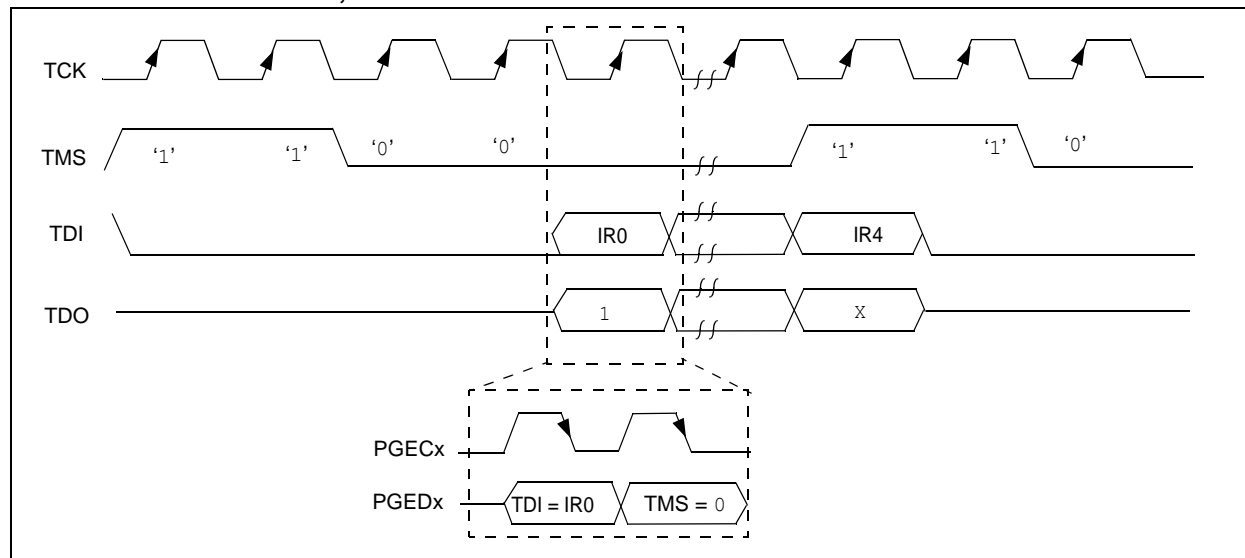 TCK
TMS ‘1’ ‘1’ ‘0’ ‘0’ ‘1’ ‘1’ ‘0’
TDI IR0 IR4
TDO 1 X
PGECx
PGEDx TDI = IR0 TMS = 0